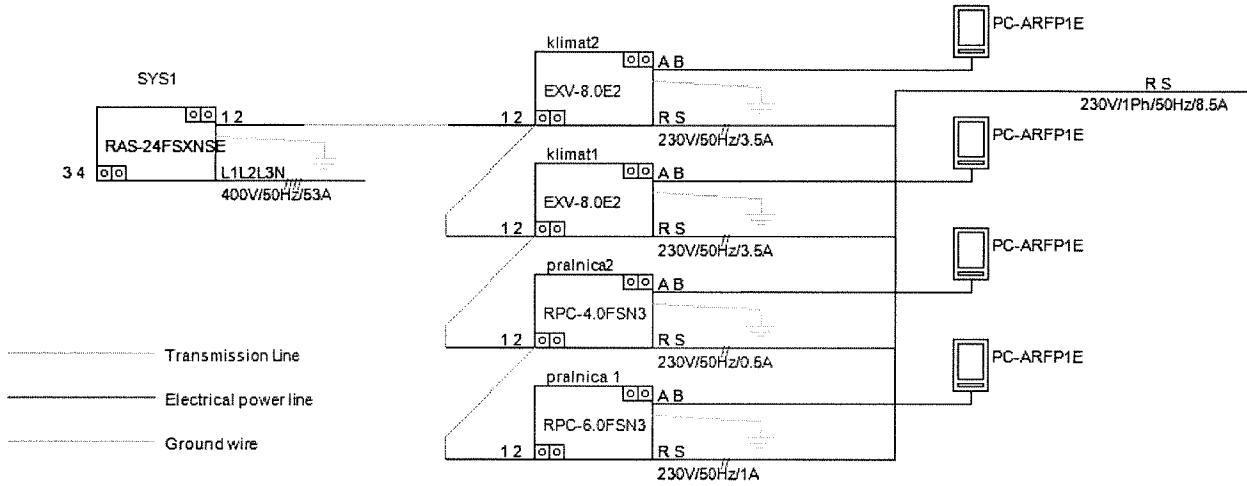 PC-ARFP1E
klimat2
A B
EXV-8.0E2
1 2
R S
230V/50Hz/3.5A
SYS1
1 2
RAS-24FSXNSE
3 4
L1L2L3N
400V/50Hz/53A
R S
230V/1Ph/50Hz/8.5A
PC-ARFP1E
klimat1
A B
EXV-8.0E2
1 2
R S
230V/50Hz/3.5A
PC-ARFP1E
pralnica2
A B
RPC-4.0FSN3
1 2
R S
230V/50Hz/0.5A
PC-ARFP1E
pralnica 1
A B
RPC-6.0FSN3
1 2
R S
230V/50Hz/1A
Transmission Line
Electrical power line
Ground wire